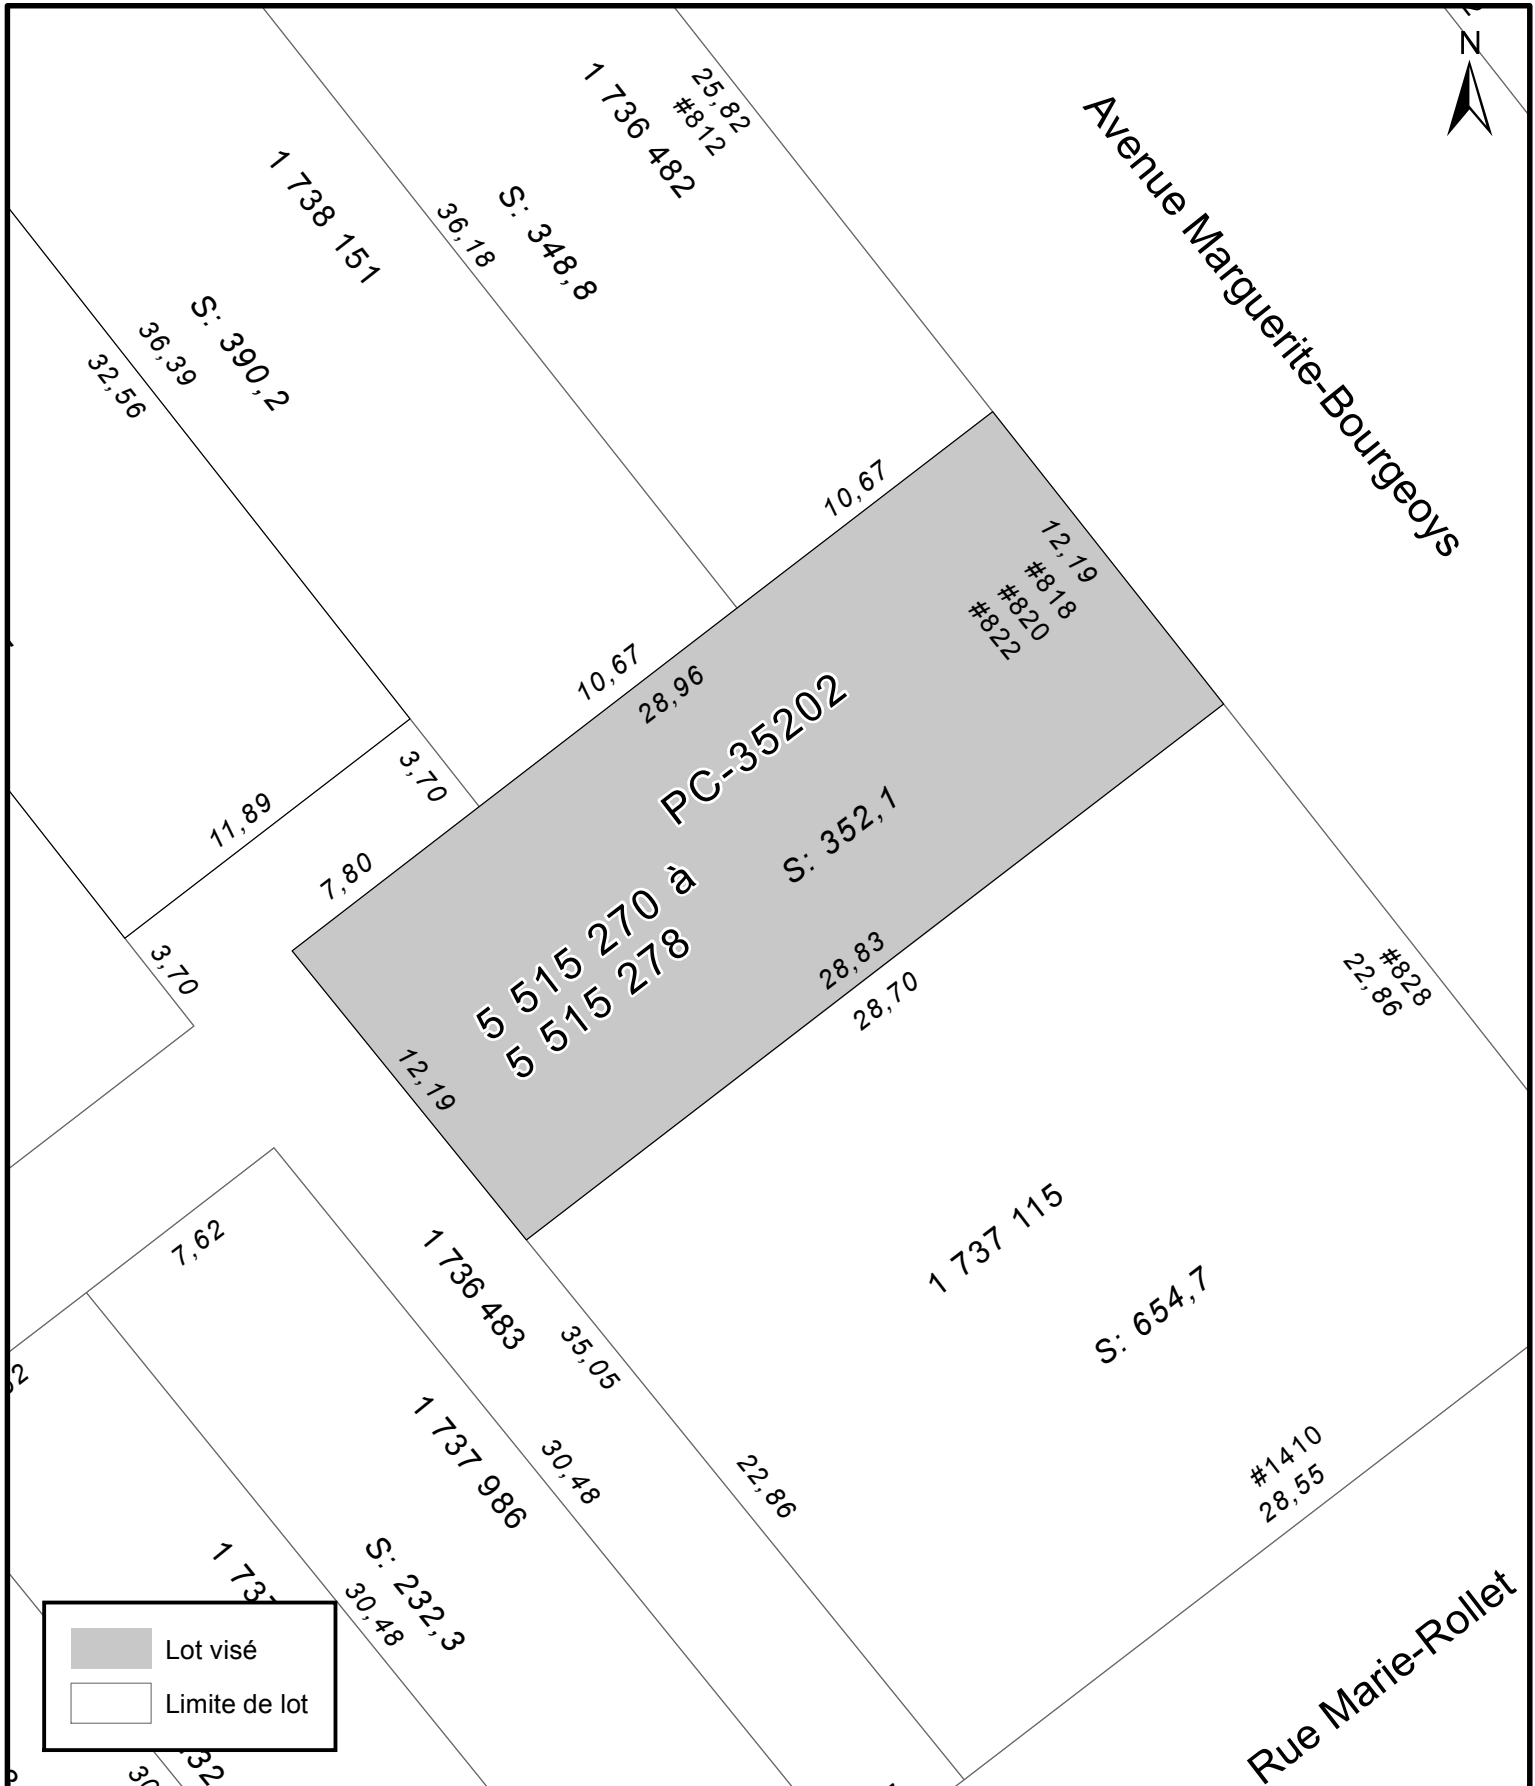 N
Avenue Marguerite-Bourgeoys
25,82
#812
1 736 482
S: 348,8
36,18
1 738 151
S: 390,2
36,39
32,56
10,67
12,19
#818
#820
#822
10,67
28,96
PC-35202
3,70
11,89
7,80
S: 352,1
5 515 270 à
5 515 278
28,83
28,70
3,70
12,19
#828
22,86
7,62
1 736 483
35,05
1 737 115
S: 654,7
1 737 986
30,48
22,86
#1410
28,55
S: 232,3
30,48
Rue Marie-Rollet
Lot visé
Limite de lot